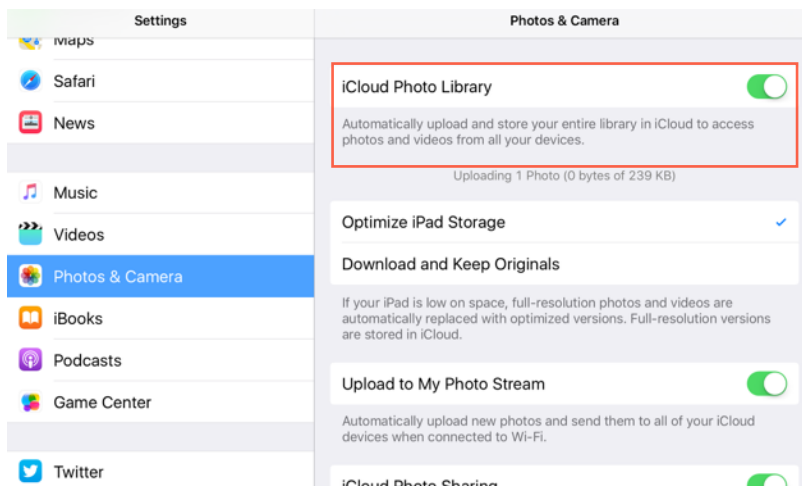 Settings
Photos & Camera
Maps
Safari
News
Music
Videos
Photos & Camera
iBooks
Podcasts
Game Center
Twitter
iCloud Photo Library
Automatically upload and store your entire library in iCloud to access
photos and videos from all your devices.
Uploading 1 Photo (0 bytes of 239 KB)
Optimize iPad Storage
Download and Keep Originals
If your iPad is low on space, full-resolution photos and videos are
automatically replaced with optimized versions. Full-resolution versions
are stored in iCloud.
Upload to My Photo Stream
Automatically upload new photos and send them to all of your iCloud
devices when connected to Wi-Fi.
iCloud Photo Sharing